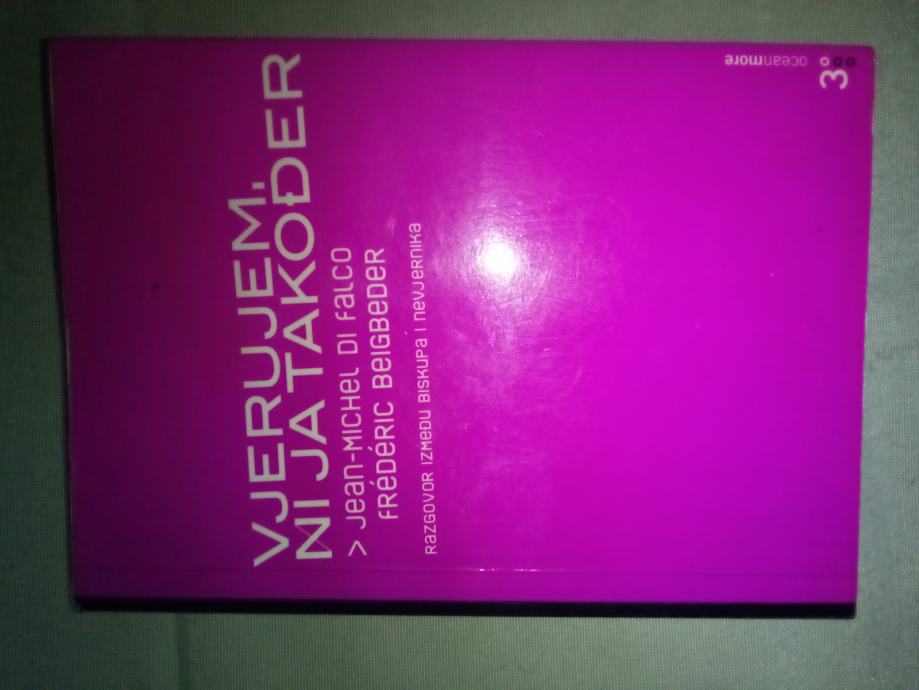 VJERUJEM.
NI JA TAKOĐER
> Jean-Michel Di Falco
Frédéric Beigbeder
Razgovor između biskupa i nevjernika
oceanmore
3